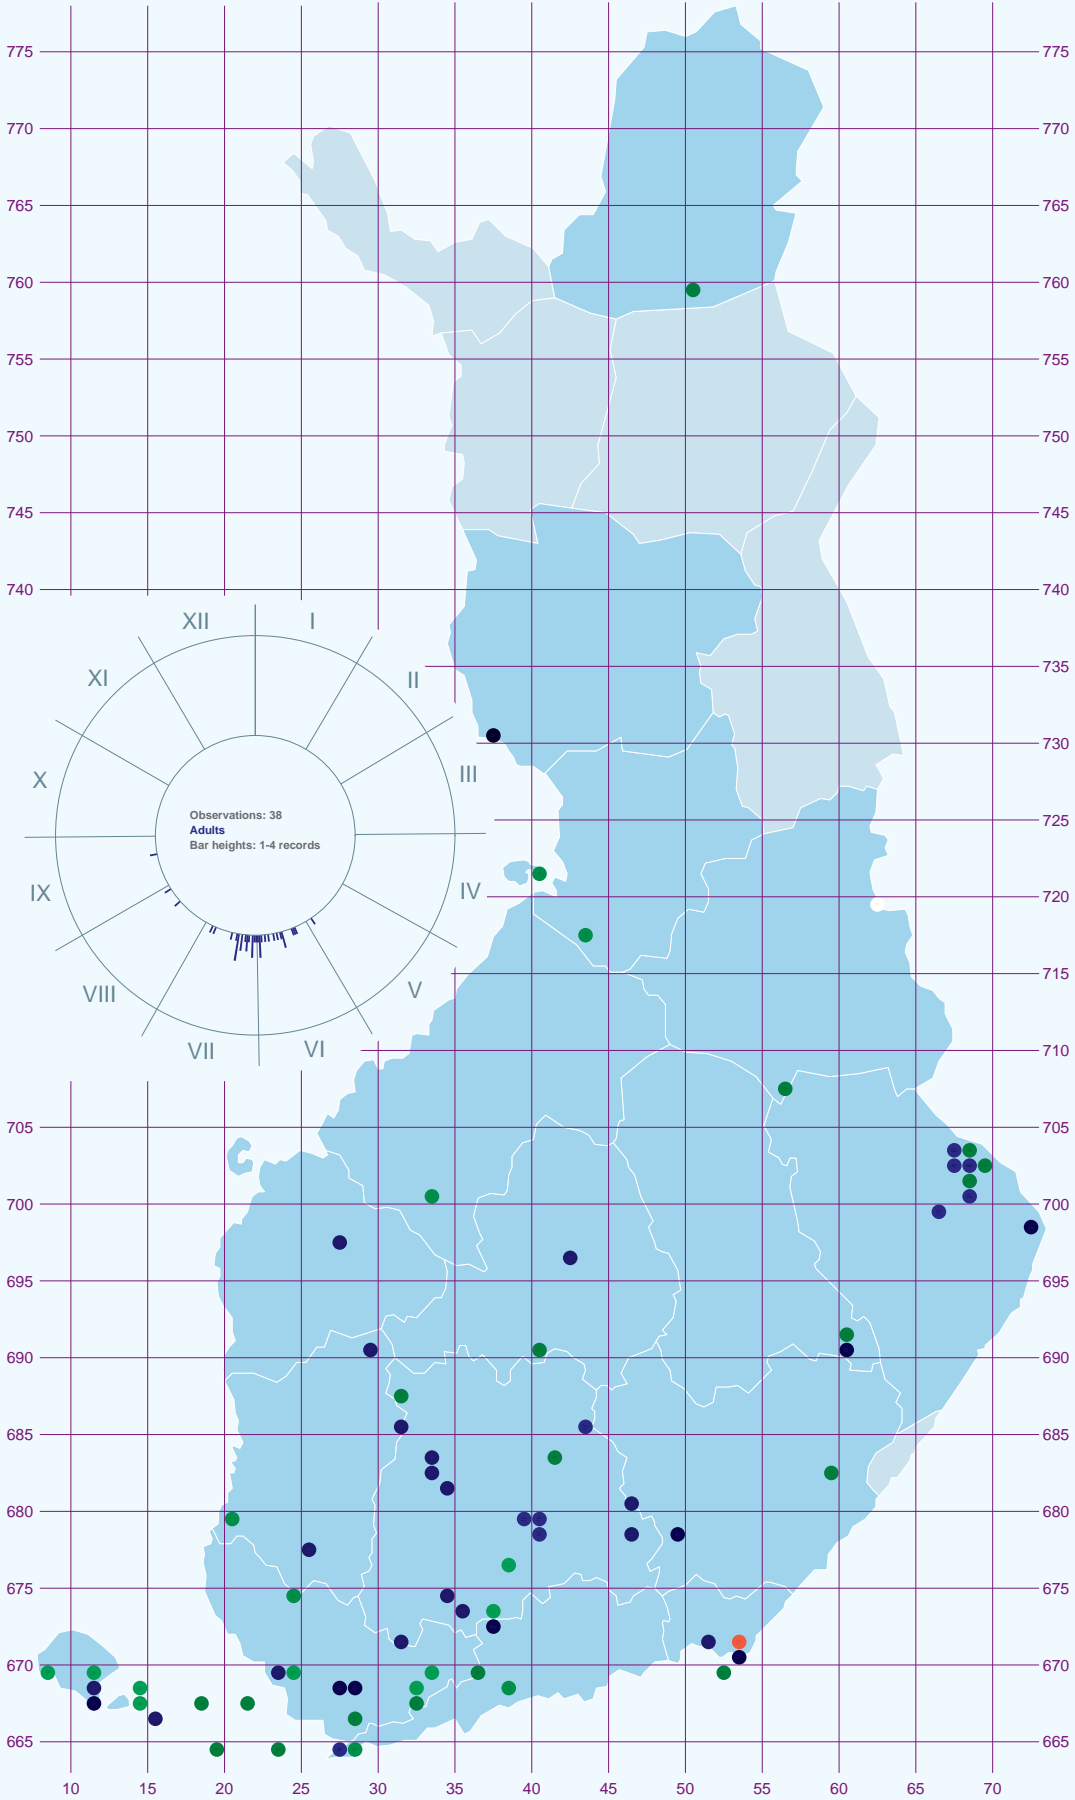 775 775
770 770
765 765
760 760
755 755
750 750
745 745
740 740
XII I
XI II
735
X III
730
Observations: 38
Adults
Bar heights: 1-4 records
725
IX IV
720
VIII V
715
VII VI
710
705 705
700 700
695 695
690 690
685 685
680 680
675 675
670 670
665 665
10 15 20 25 30 35 40 45 50 55 60 65 70